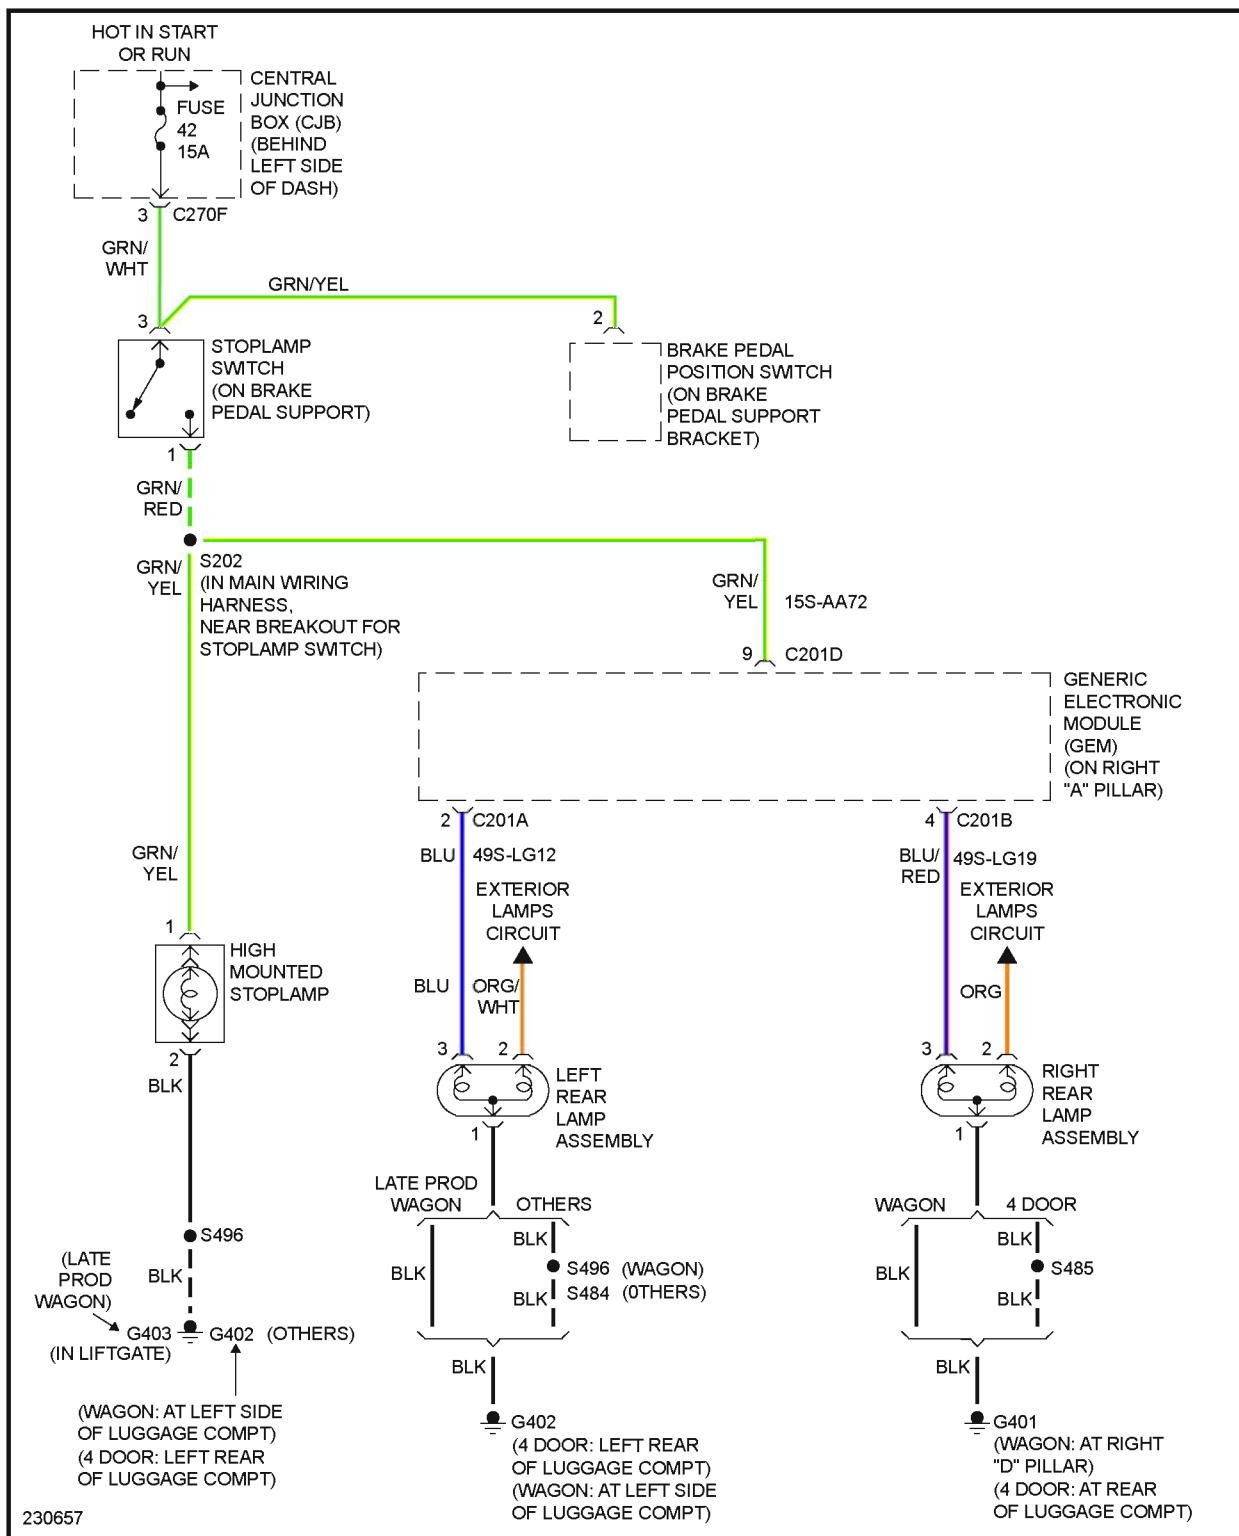 HOT IN START
OR RUN
CENTRAL
JUNCTION
BOX (CJB)
(BEHIND
LEFT SIDE
OF DASH)
FUSE
42
15A
3 C270F
GRN/
WHT
GRN/YEL
3
2
STOPLAMP
SWITCH
(ON BRAKE
PEDAL SUPPORT)
BRAKE PEDAL
POSITION SWITCH
(ON BRAKE
PEDAL SUPPORT
BRACKET)
1
GRN/
RED
S202
(IN MAIN WIRING
HARNESS,
NEAR BREAKOUT FOR
STOPLAMP SWITCH)
GRN/
YEL
GRN/
YEL
15S-AA72
9 C201D
GENERIC
ELECTRONIC
MODULE
(GEM)
(ON RIGHT
"A" PILLAR)
2 C201A
4 C201B
BLU 49S-LG12
BLU/
RED
49S-LG19
GRN/
YEL
EXTERIOR
LAMPS
CIRCUIT
EXTERIOR
LAMPS
CIRCUIT
1
HIGH
MOUNTED
STOPLAMP
BLU
ORG/
WHT
ORG
2
3 2
3 2
BLK
LEFT
REAR
LAMP
ASSEMBLY
RIGHT
REAR
LAMP
ASSEMBLY
1
1
LATE PROD
WAGON
OTHERS
WAGON
4 DOOR
S496
BLK
BLK
S496 (WAGON)
S484 (0THERS)
S485
BLK
BLK
BLK
BLK
BLK
(LATE
PROD
WAGON)
G403
(IN LIFTGATE)
G402 (OTHERS)
BLK
BLK
(WAGON: AT LEFT SIDE
OF LUGGAGE COMPT)
(4 DOOR: LEFT REAR
OF LUGGAGE COMPT)
G402
(4 DOOR: LEFT REAR
OF LUGGAGE COMPT)
(WAGON: AT LEFT SIDE
OF LUGGAGE COMPT)
G401
(WAGON: AT RIGHT
"D" PILLAR)
(4 DOOR: AT REAR
OF LUGGAGE COMPT)
230657